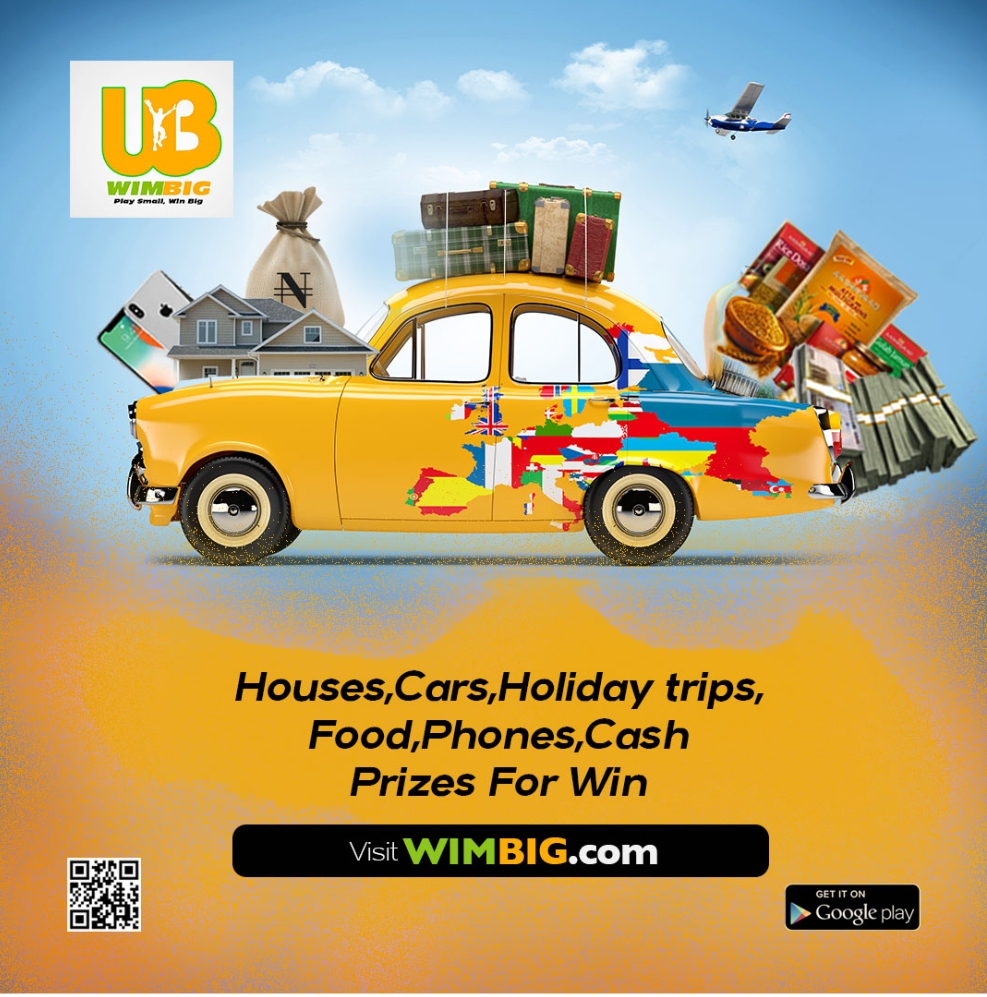 UB
WIMBIG
Play Small, Win Big
₦
Houses,Cars,Holiday trips,
Food,Phones,Cash
Prizes For Win
Visit WIMBIG.com
GET IT ON
Google play